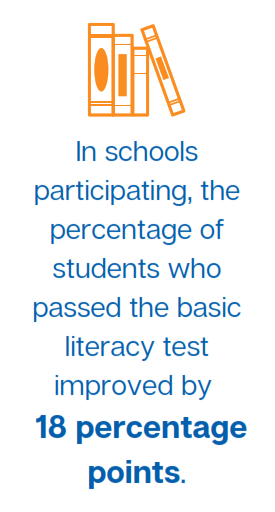 In schools
participating, the
percentage of
students who
passed the basic
literacy test
improved by
18 percentage
points.